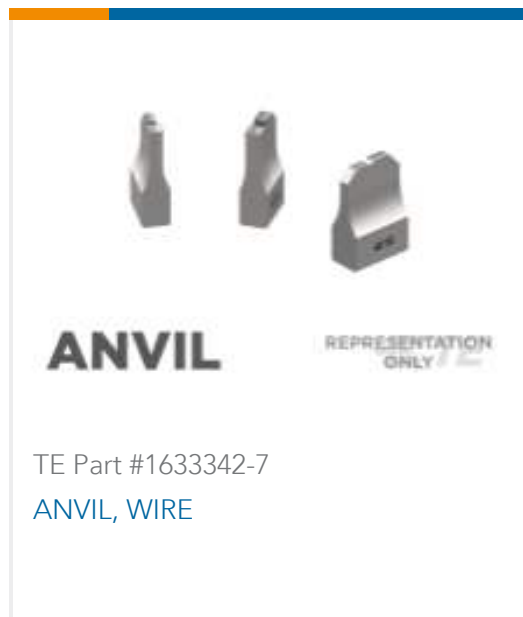 ANVIL
REPRESENTATION
ONLY
TE Part #1633342-7
ANVIL, WIRE